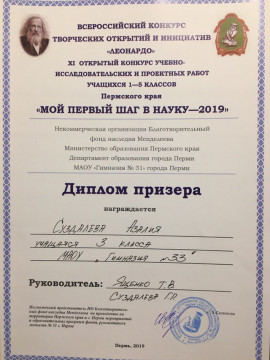 ВСЕРОССИЙСКИЙ КОНКУРС
ТВОРЧЕСКИХ ОТКРЫТИЙ И ИНИЦИАТИВ
«ЛЕОНАРДО»
XI ОТКРЫТЫЙ КОНКУРС УЧЕБНО-
ИССЛЕДОВАТЕЛЬСКИХ И ПРОЕКТНЫХ РАБОТ
УЧАЩИХСЯ 1—8 КЛАССОВ
Пермского края
«МОЙ ПЕРВЫЙ ШАГ В НАУКУ—2019»
Некоммерческая организация Благотворительный
фонд наследия Менделеева
Министерство образования Пермского края
Департамент образования города Перми
МАОУ «Гимназия № 31» города Перми
Диплом призера
награждается
Суздалева Азалия
учащаяся 3 класса
МАОУ "Гимназия №33"
Руководитель: Яценко Т.В
Суздалева Г.Р.
Пермь, 2019